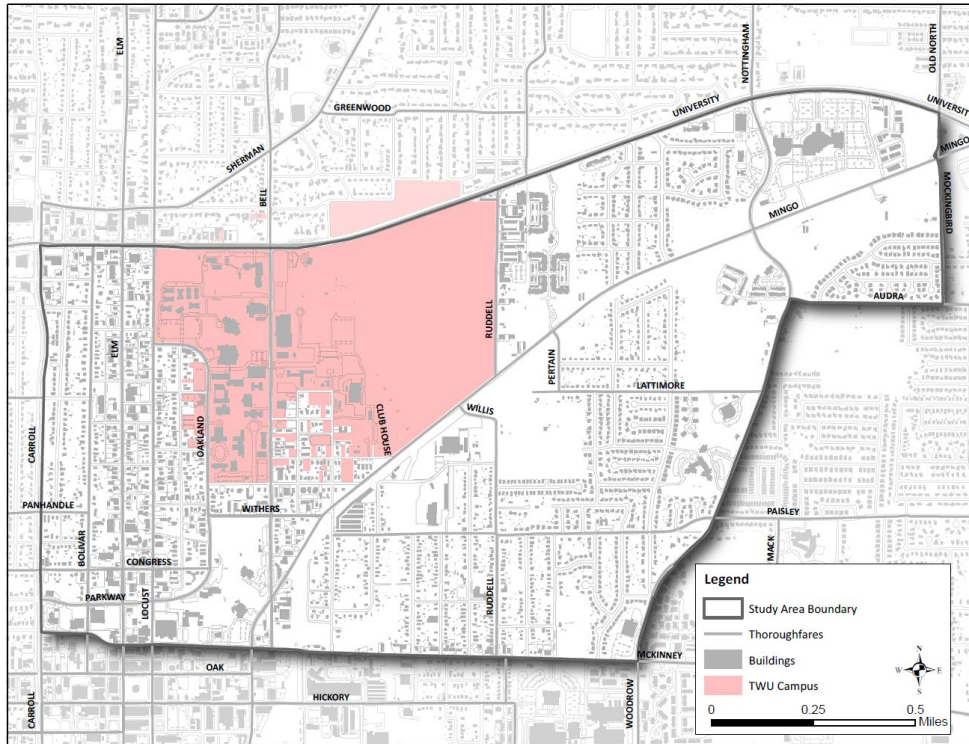 ELM
NOTTINGHAM
OLD NORTH
GREENWOOD
UNIVERSITY
UNIVERSIT
SHERMAN
MINGO
BELL
MOCKINGBIRD
MINGO
AUDRA
RUDDELL
ELM
PERTAIN
LATTIMORE
WILLIS
CLUB HOUSE
OAKLAND
CARROLL
PANHANDLE
WITHERS
PAISLEY
BOLIVAR
CONGRESS
MACK
PARKWAY
LOCUST
RUDDELL
OAK
MCKINNEY
HICKORY
CARROLL
WOODROW
Legend
Study Area Boundary
Thoroughfares
Buildings
TWU Campus
N
W E
S
0 0.25 0.5
Miles